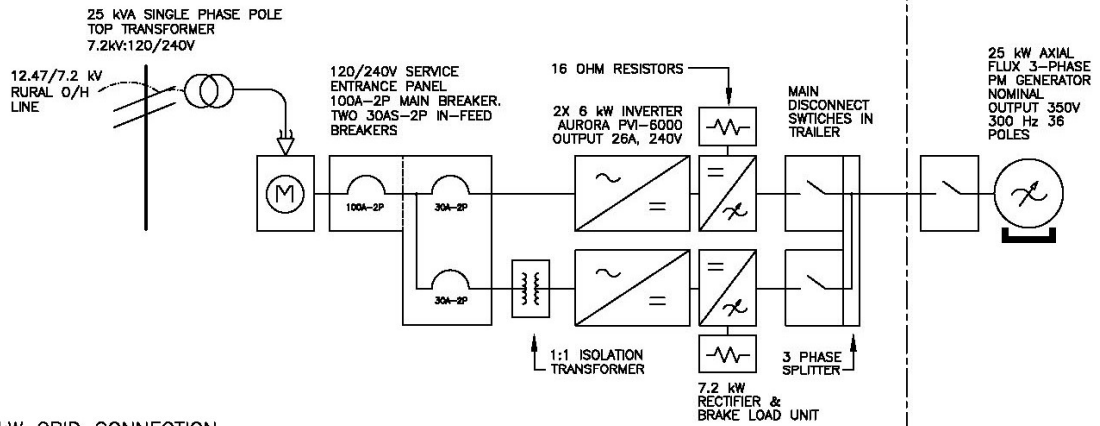 25 kVA SINGLE PHASE POLE
TOP TRANSFORMER
7.2kV:120/240V
12.47/7.2 kV
RURAL O/H
LINE
120/240V SERVICE
ENTRANCE PANEL
100A-2P MAIN BREAKER.
TWO 30AS-2P IN-FEED
BREAKERS
16 OHM RESISTORS
2X 6 kW INVERTER
AURORA PVI-6000
OUTPUT 26A, 240V
MAIN
DISCONNECT
SWTICHES IN
TRAILER
25 kW AXIAL
FLUX 3-PHASE
PM GENERATOR
NOMINAL
OUTPUT 350V
300 Hz 36
POLES
M
100A-2P
30A-2P
30A-2P
1:1 ISOLATION
TRANSFORMER
3 PHASE
SPLITTER
7.2 kW
RECTIFIER &
BRAKE LOAD UNIT
GRID CONNECTION